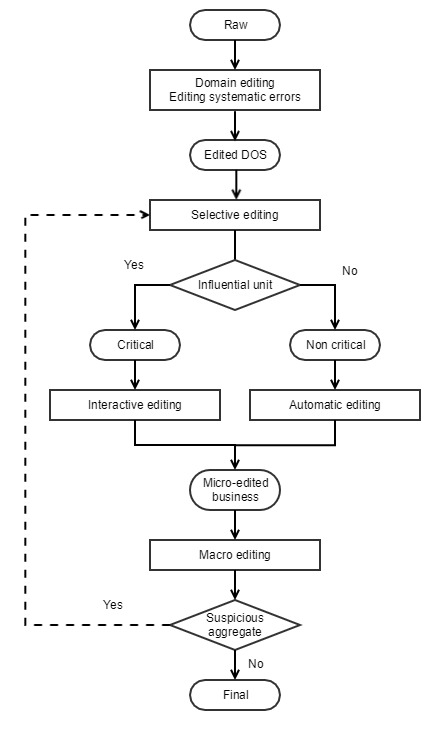 Raw
Domain editing
Editing systematic errors
Edited DOS
Selective editing
Yes
No
Influential unit
Critical
Non critical
Interactive editing
Automatic editing
Micro-edited
business
Macro editing
Yes
Suspicious
aggregate
No
Final